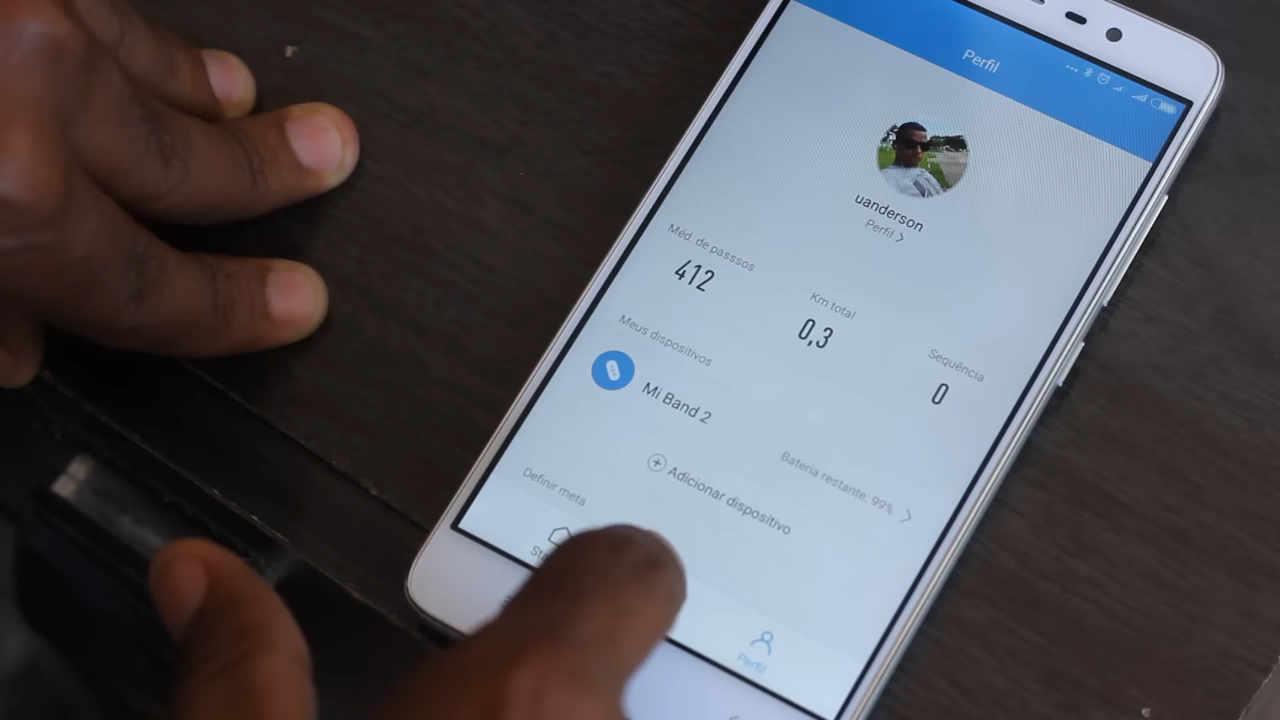 Perfil
uanderson
Perfil >
Méd. de passsos
412
Km total
0,3
Sequência
0
Meus dispositivos
Mi Band 2
Bateria restante: 99% >
Adicionar dispositivo
Definir meta
Perfil